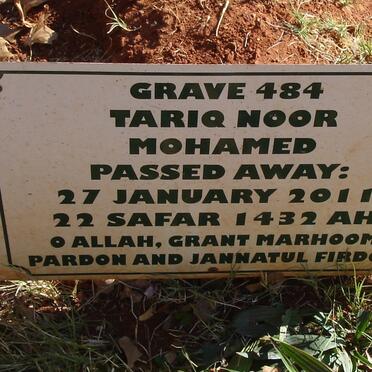 GRAVE 484
TARIQ NOOR
MOHAMED
PASSED AWAY:
27 JANUARY 2011
22 SAFAR 1432 AH
O ALLAH, GRANT MARHOOM
PARDON AND JANNATUL